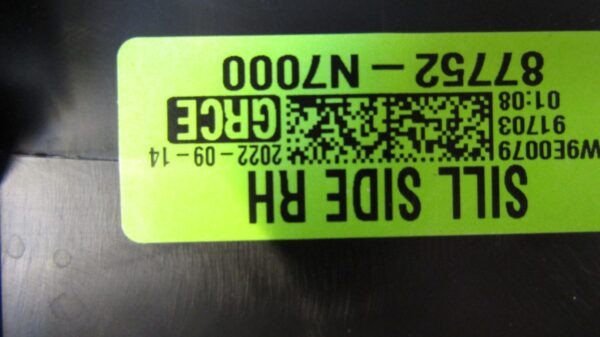 SILL SIDE RH
W9E0079 2022-09-14
91703 GRCE
01:08
87752-N7000